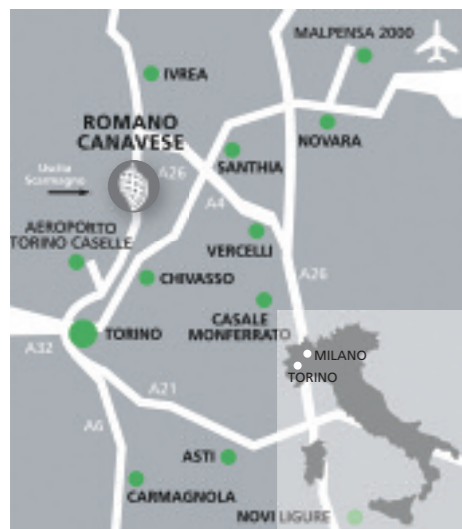 MALPENSA 2000
IVREA
ROMANO
CANAVESE
NOVARA
SANTHIA
Uscita
Scarmagno
A26
A4
AEROPORTO
TORINO CASELLE
VERCELLI
CHIVASSO
A26
CASALE
MONFERRATO
TORINO
A32
MILANO
TORINO
A21
A6
ASTI
CARMAGNOLA
NOVI LIGURE